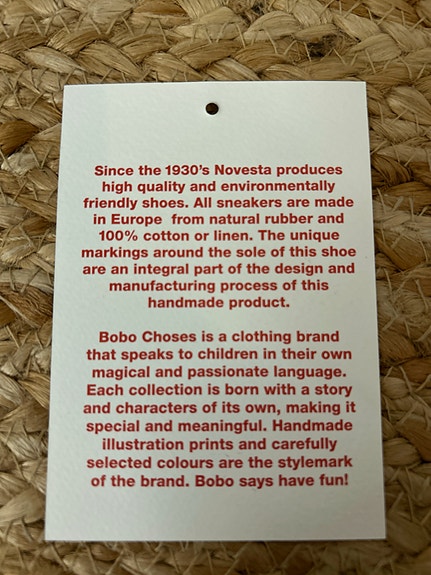 Since the 1930's Novesta produces
high quality and environmentally
friendly shoes. All sneakers are made
in Europe  from natural rubber and
100% cotton or linen. The unique
markings around the sole of this shoe
are an integral part of the design and
manufacturing process of this
handmade product.
Bobo Choses is a clothing brand
that speaks to children in their own
magical and passionate language.
Each collection is born with a story
and characters of its own, making it
special and meaningful. Handmade
illustration prints and carefully
selected colours are the stylemark
of the brand. Bobo says have fun!